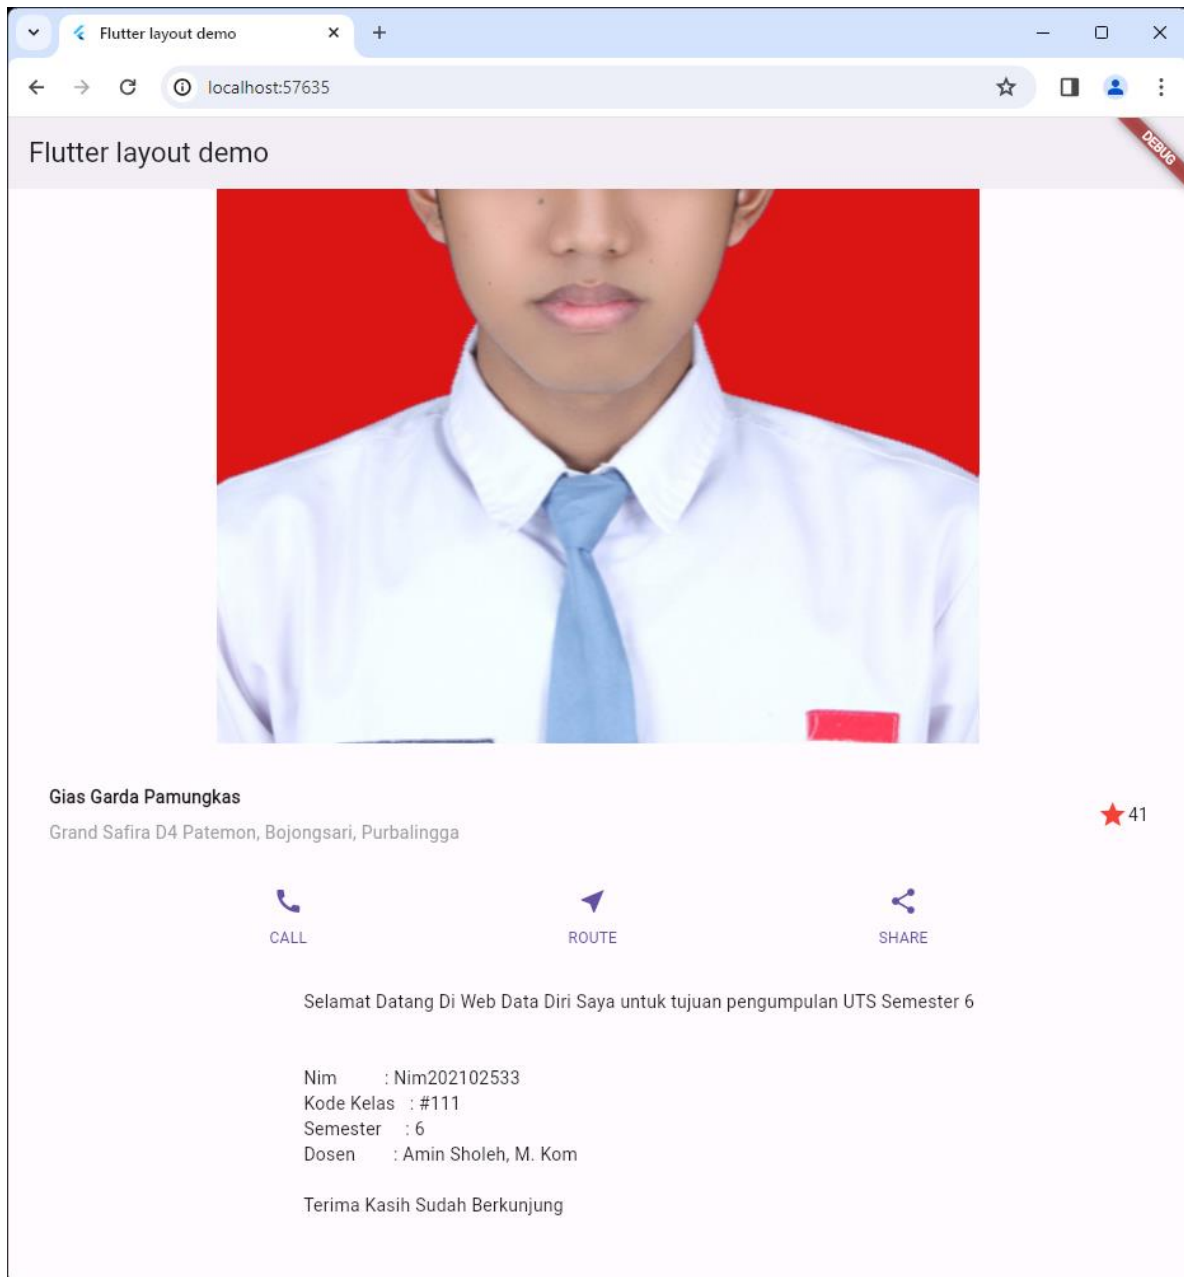 Flutter layout demo
localhost:57635
Flutter layout demo
DEBUG
Gias Garda Pamungkas
Grand Safira D4 Patemon, Bojongsari, Purbalingga
41
CALL
ROUTE
SHARE
Selamat Datang Di Web Data Diri Saya untuk tujuan pengumpulan UTS Semester 6
Nim : Nim202102533
Kode Kelas : #111
Semester : 6
Dosen : Amin Sholeh, M. Kom
Terima Kasih Sudah Berkunjung